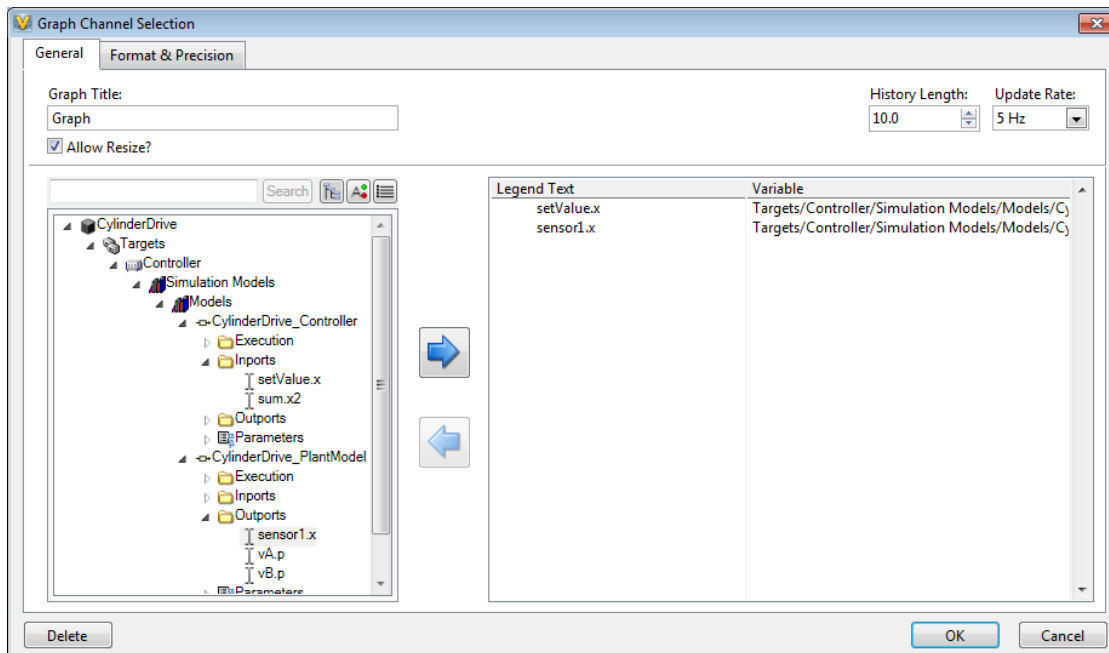 Graph Channel Selection
General Format & Precision
Graph Title: History Length: Update Rate:
Graph 10.0 5 Hz
Allow Resize?
Search
CylinderDrive
Targets
Controller
Simulation Models
Models
CylinderDrive_Controller
Execution
Inports
setValue.x
sum.x2
Outports
Parameters
CylinderDrive_PlantModel
Execution
Inports
Outports
sensor1.x
vA.p
vB.p
Parameters
Legend Text Variable
setValue.x Targets/Controller/Simulation Models/Models/Cy
sensor1.x Targets/Controller/Simulation Models/Models/Cy
Delete OK Cancel